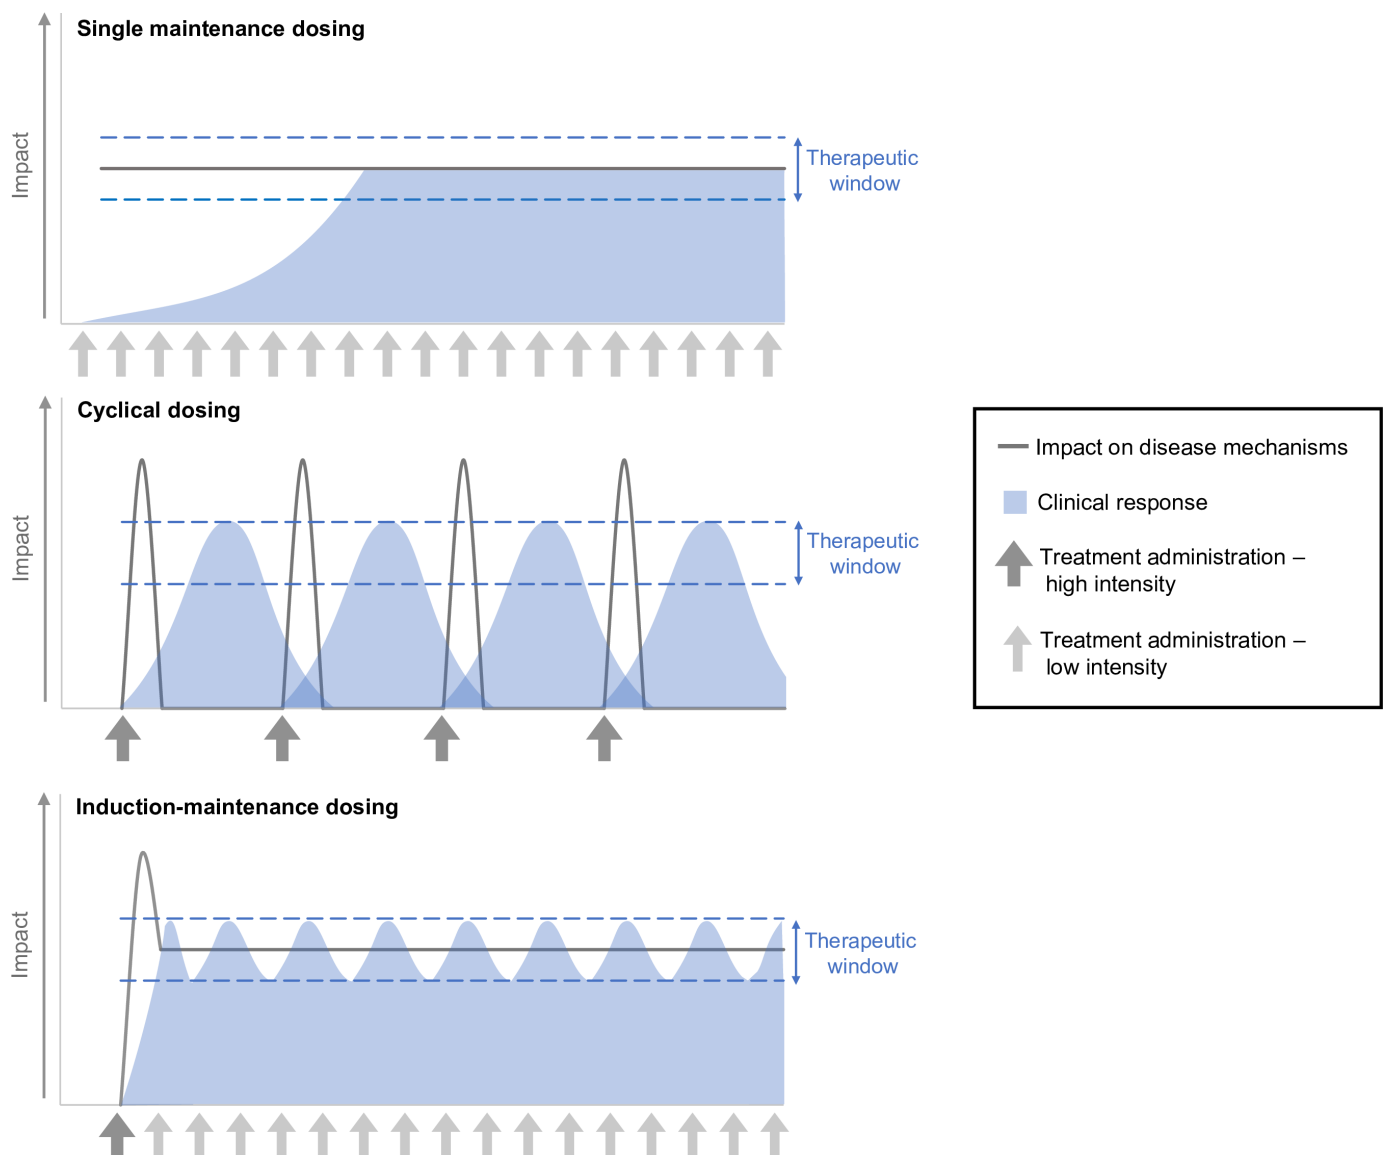 Single maintenance dosing
Impact
Therapeutic
window
Cyclical dosing
Impact
Therapeutic
window
Impact on disease mechanisms
Clinical response
Treatment administration –
high intensity
Treatment administration –
low intensity
Induction-maintenance dosing
Impact
Therapeutic
window